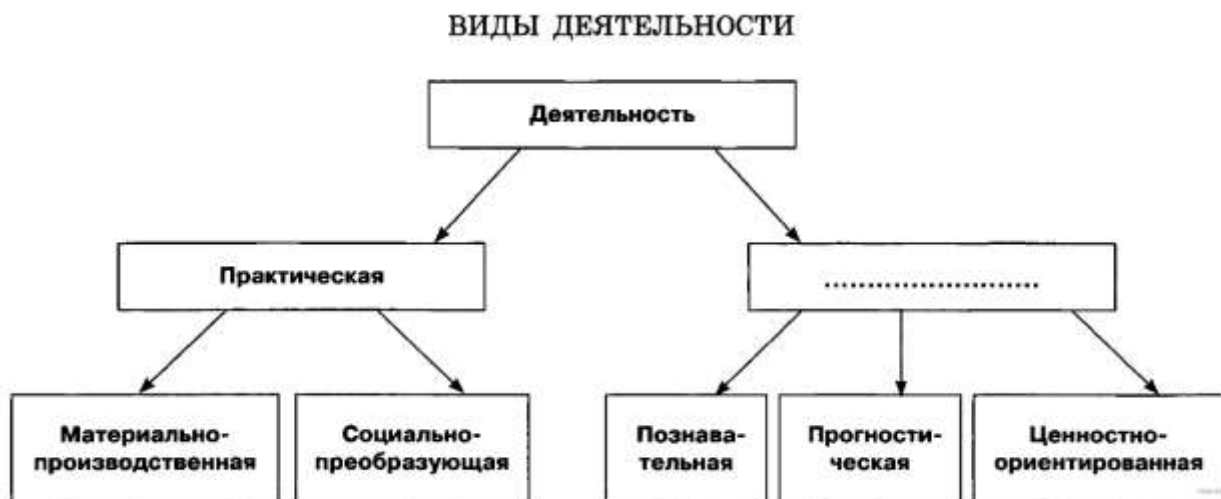 ВИДЫ ДЕЯТЕЛЬНОСТИ
Деятельность
Практическая
........................
Материально-
производственная
Социально-
преобразующая
Познава-
тельная
Прогности-
ческая
Ценностно-
ориентированная